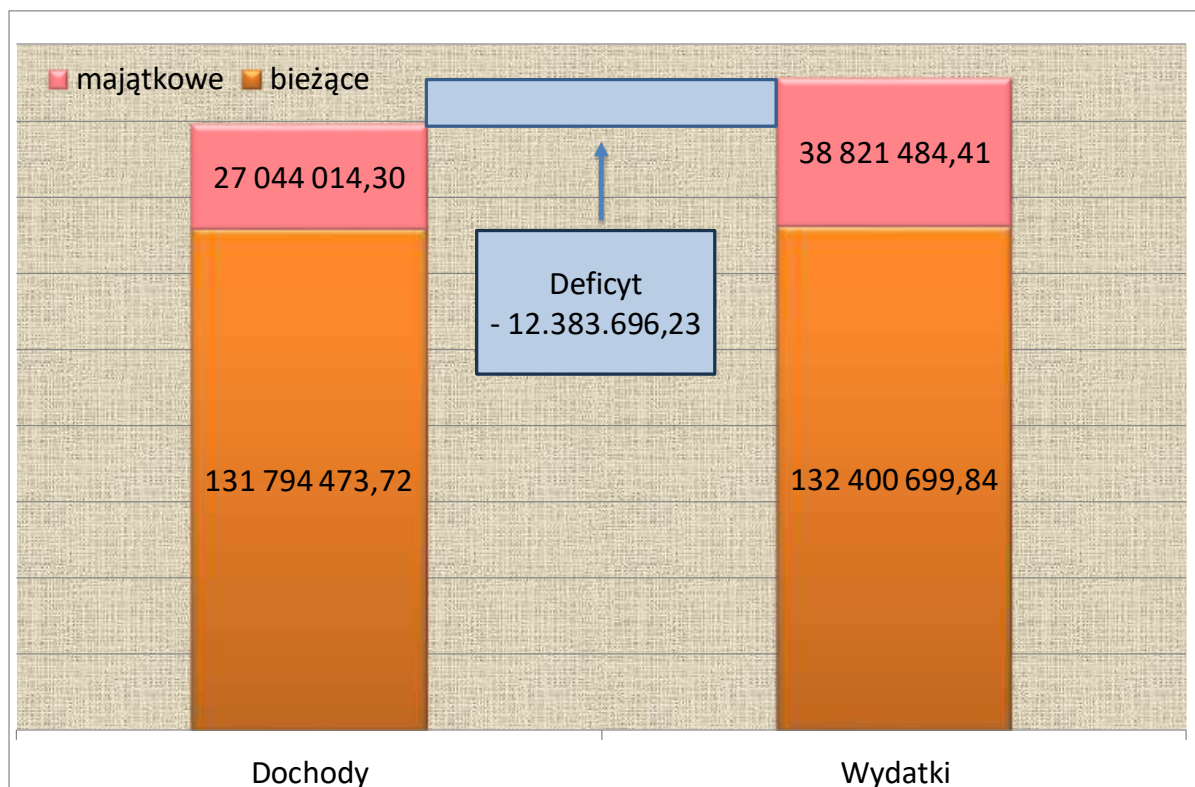 majątkowe bieżące
27 044 014,30
38 821 484,41
Deficyt
- 12.383.696,23
131 794 473,72
132 400 699,84
Dochody
Wydatki